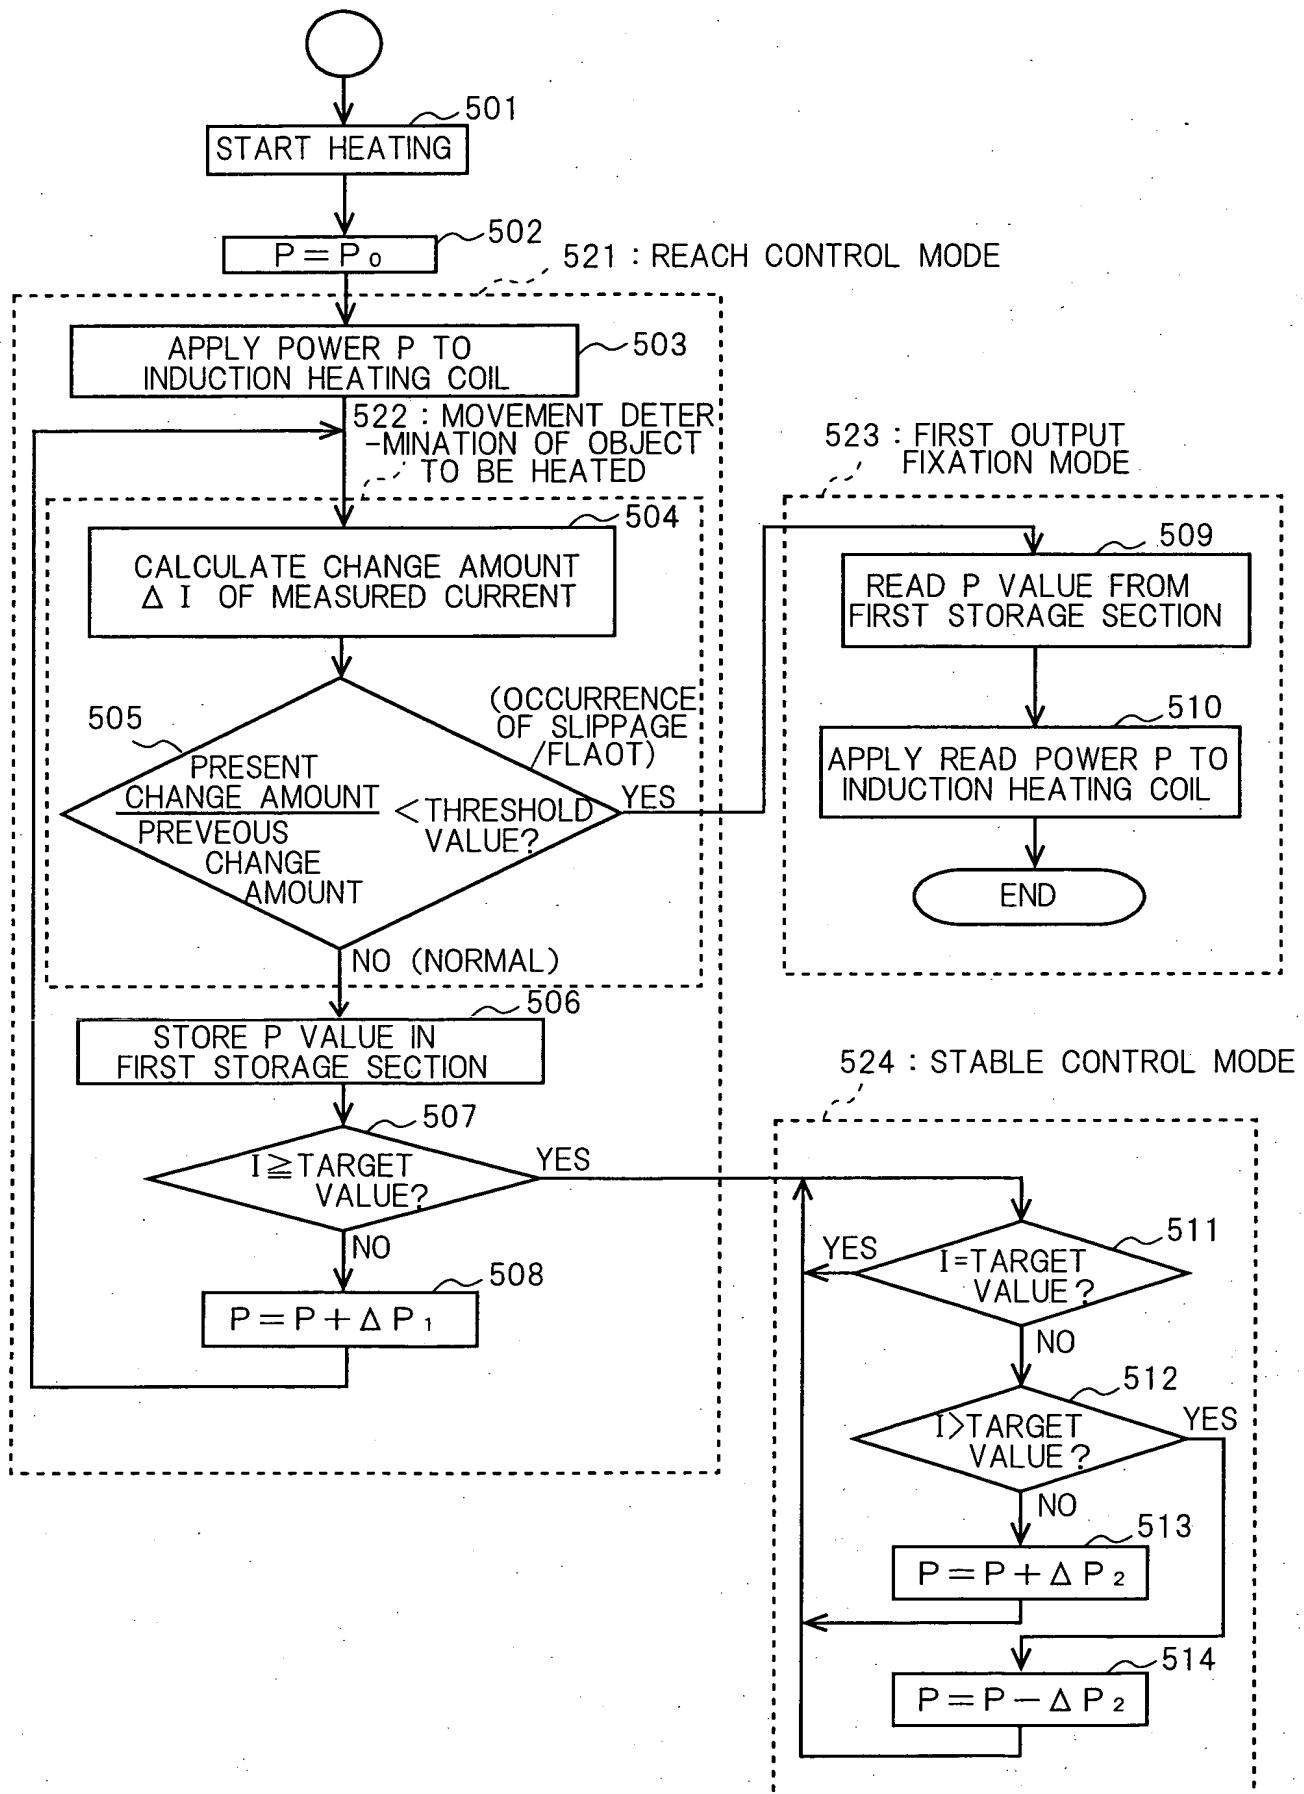 501
START HEATING
502
P=P₀
521:REACH CONTROL MODE
503
APPLY POWER P TO
INDUCTION HEATING COIL
522:MOVEMENT DETER
-MINATION OF OBJECT
TO BE HEATED
504
CALCULATE CHANGE AMOUNT
Δ I OF MEASURED CURRENT
505
(OCCURRENCE
OF SLIPPAGE
/FLAOT)
PRESENT
CHANGE AMOUNT
PREVEOUS
CHANGE
AMOUNT
<THRESHOLD
VALUE?
YES
NO (NORMAL)
506
STORE P VALUE IN
FIRST STORAGE SECTION
507
I≧TARGET
VALUE?
YES
NO
508
P=P+Δ P₁
523:FIRST OUTPUT
FIXATION MODE
509
READ P VALUE FROM
FIRST STORAGE SECTION
510
APPLY READ POWER P TO
INDUCTION HEATING COIL
END
524:STABLE CONTROL MODE
511
YES
I=TARGET
VALUE?
NO
512
I>TARGET
VALUE?
YES
NO
513
P=P+Δ P₂
514
P=P-Δ P₂